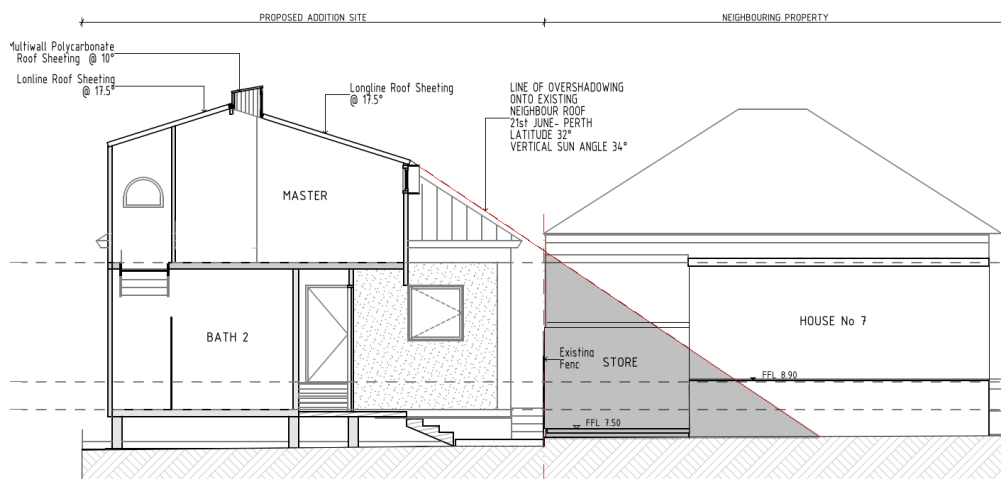 PROPOSED ADDITION SITE
NEIGHBOURING PROPERTY
Multiwall Polycarbonate
Roof Sheeting @ 10°
Lonline Roof Sheeting
@ 17.5°
Longline Roof Sheeting
@ 17.5°
LINE OF OVERSHADOWING
ONTO EXISTING
NEIGHBOUR ROOF
21st JUNE- PERTH
LATITUDE 32°
VERTICAL SUN ANGLE 34°
MASTER
BATH 2
HOUSE No 7
Existing
Fenc
STORE
FFL 8.90
FFL 7.50